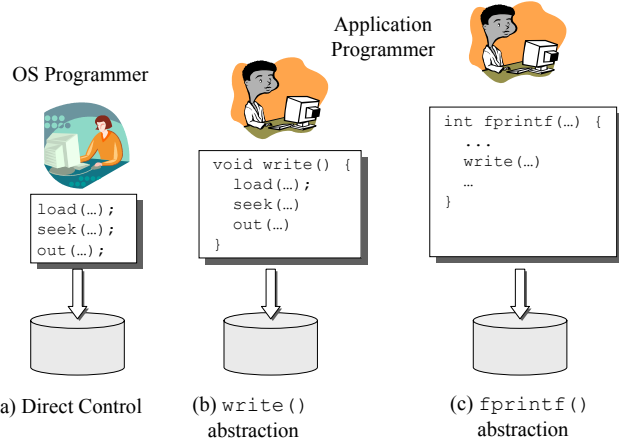 Application
Programmer
OS Programmer
load(…);
seek(…);
out(…);
void write() {
load(…);
seek(…)
out(…)
}
int fprintf(…) {
...
write(…)
…
}
a) Direct Control
(b) write()
abstraction
(c) fprintf()
abstraction